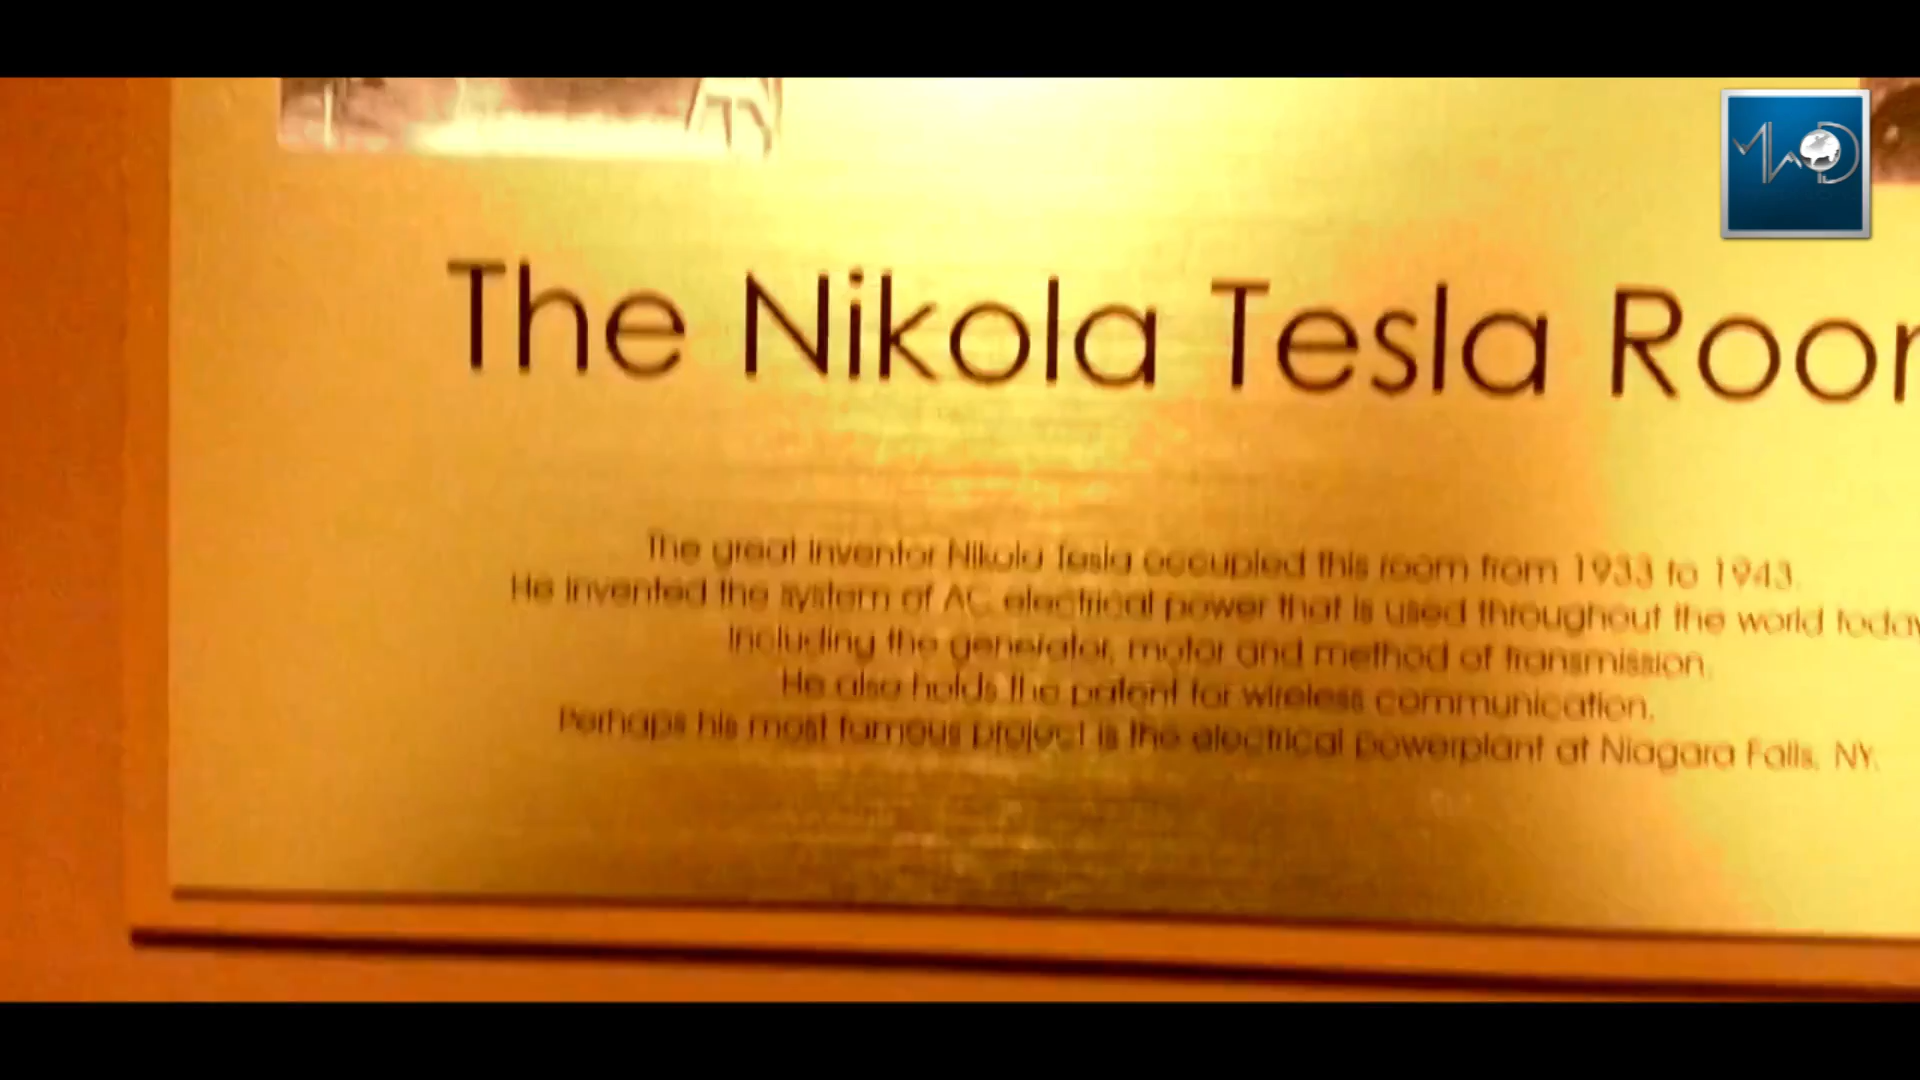 The Nikola Tesla Roo
The great inventor Nikola Tesla occupied this room from 1933 to 1943.
He invented the system of AC electrical power that is used throughout the world today
including the generator, motor and method of transmission.
He also holds the patent for wireless communication.
Perhaps his most famous project is the electrical powerplant at Niagara Falls, NY.